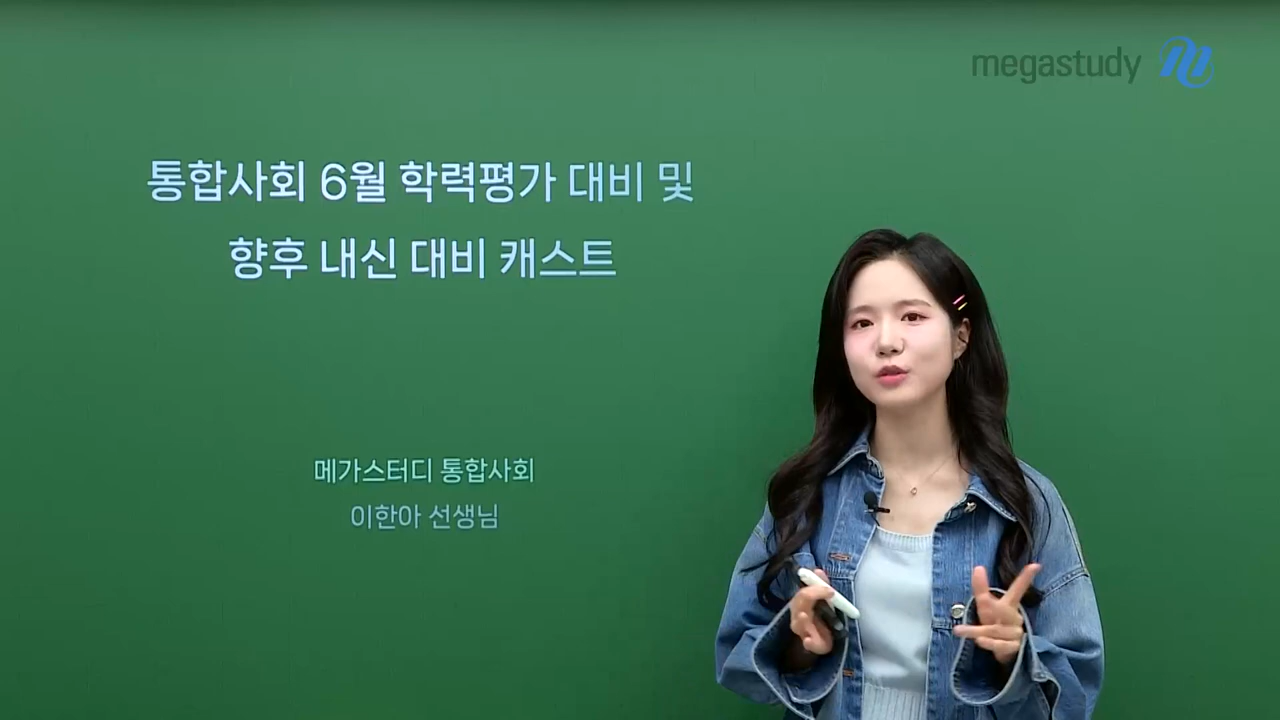 megastudy
통합사회 6월 학력평가 대비 및
향후 내신 대비 캐스트
메가스터디 통합사회
이한아 선생님